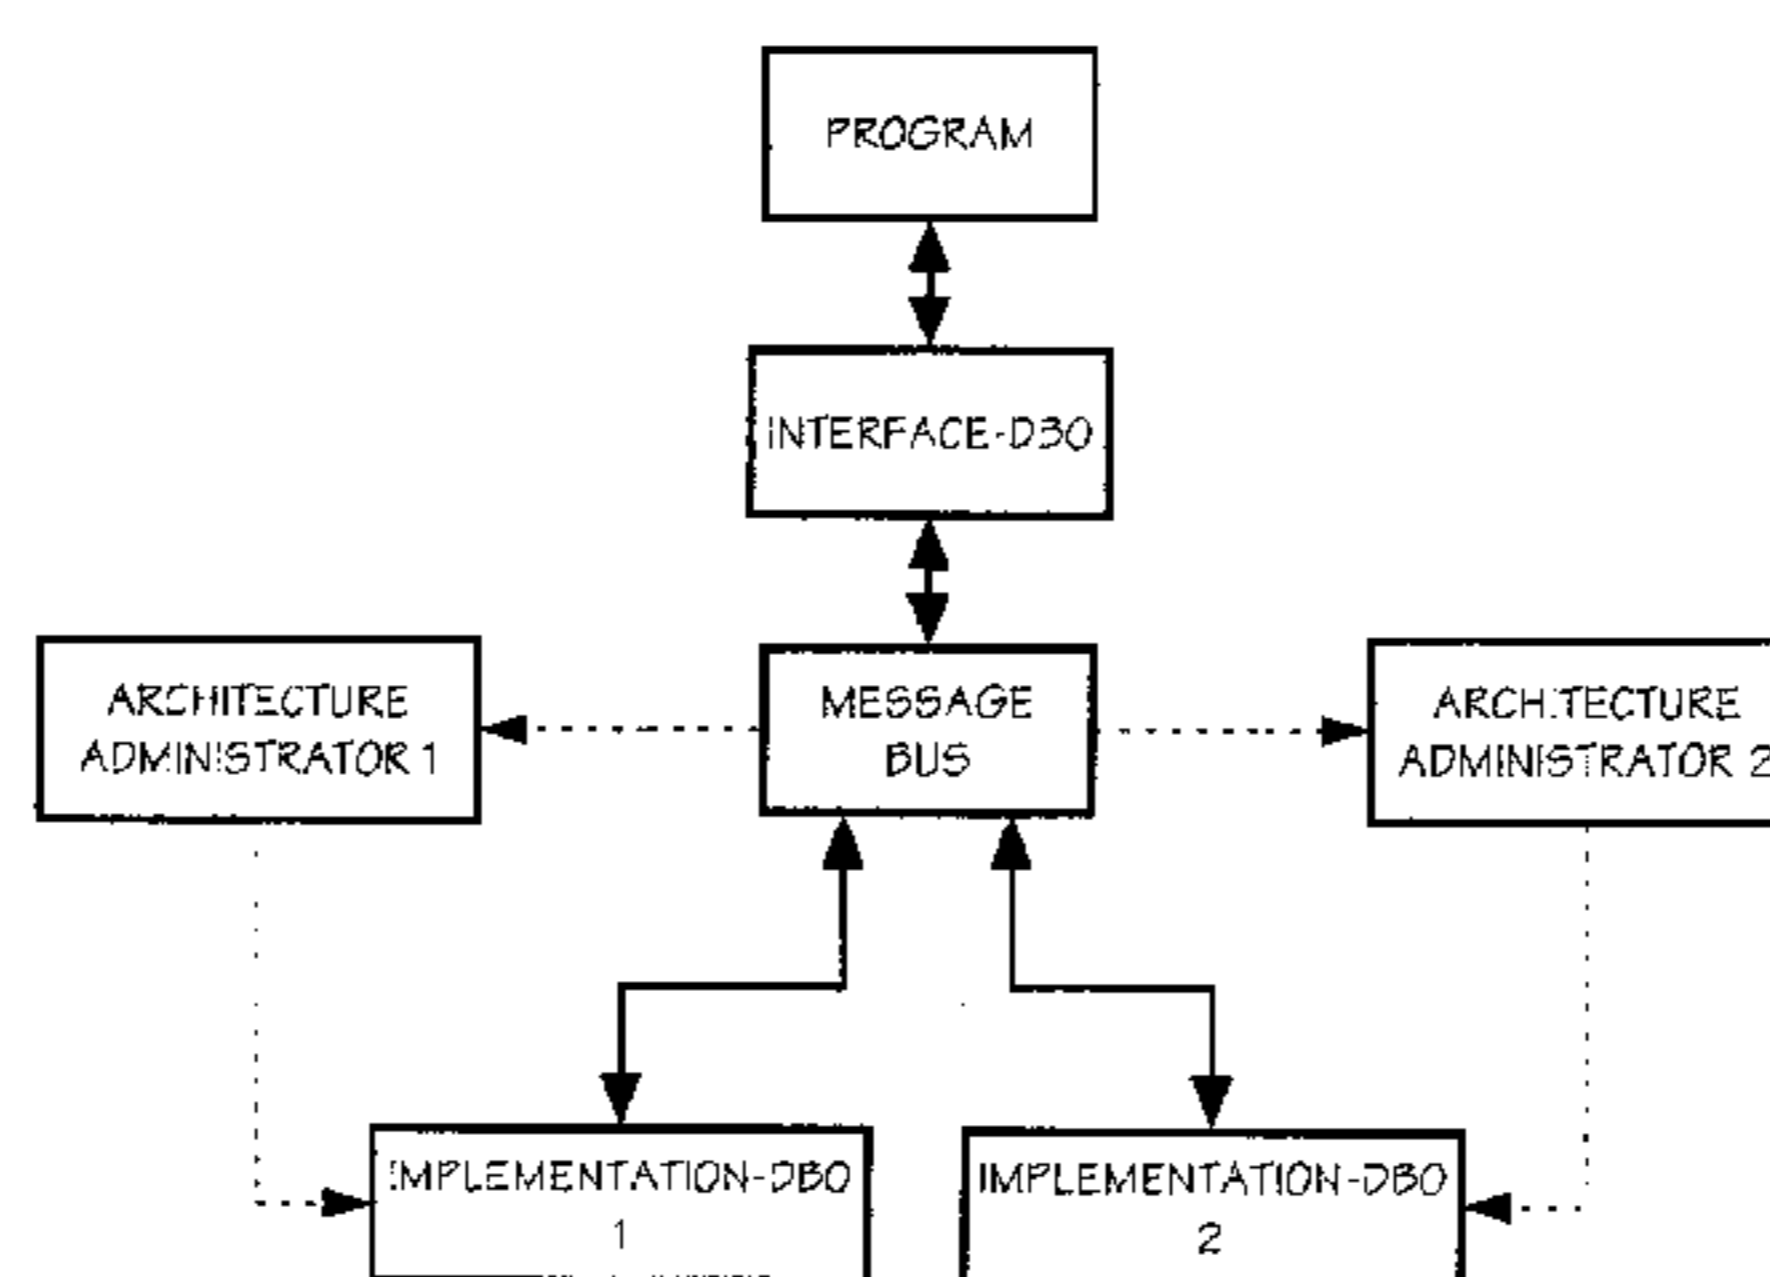 PROGRAM
INTERFACE-DBO
MESSAGE
BUS
ARCHITECTURE
ADMINISTRATOR 1
ARCHITECTURE
ADMINISTRATOR 2
IMPLEMENTATION-DBO
1
IMPLEMENTATION-DBO
2